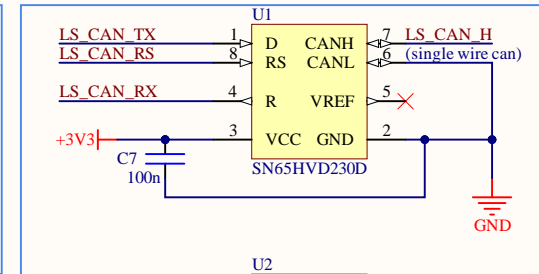 U1
LS_CAN_TX 1 D CANH 7 LS_CAN_H
LS_CAN_RS 8 RS CANL 6 (single wire can)
LS_CAN_RX 4 R VREF 5
+3V3 3 VCC GND 2
C7
100n
SN65HVD230D
GND
U2